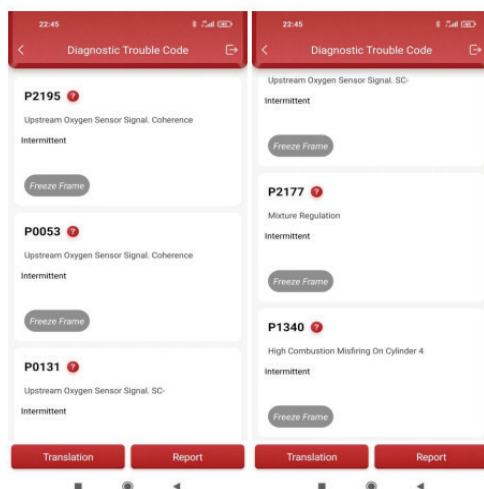 22:45
Diagnostic Trouble Code
P2195 ?
Upstream Oxygen Sensor Signal. Coherence
Intermittent
Freeze Frame
P0053 ?
Upstream Oxygen Sensor Signal. Coherence
Intermittent
Freeze Frame
P0131 ?
Upstream Oxygen Sensor Signal. SC-
Intermittent
Translation
Report
22:45
Diagnostic Trouble Code
Upstream Oxygen Sensor Signal. SC-
Intermittent
Freeze Frame
P2177 ?
Mixture Regulation
Intermittent
Freeze Frame
P1340 ?
High Combustion Misfiring On Cylinder 4
Intermittent
Freeze Frame
Translation
Report